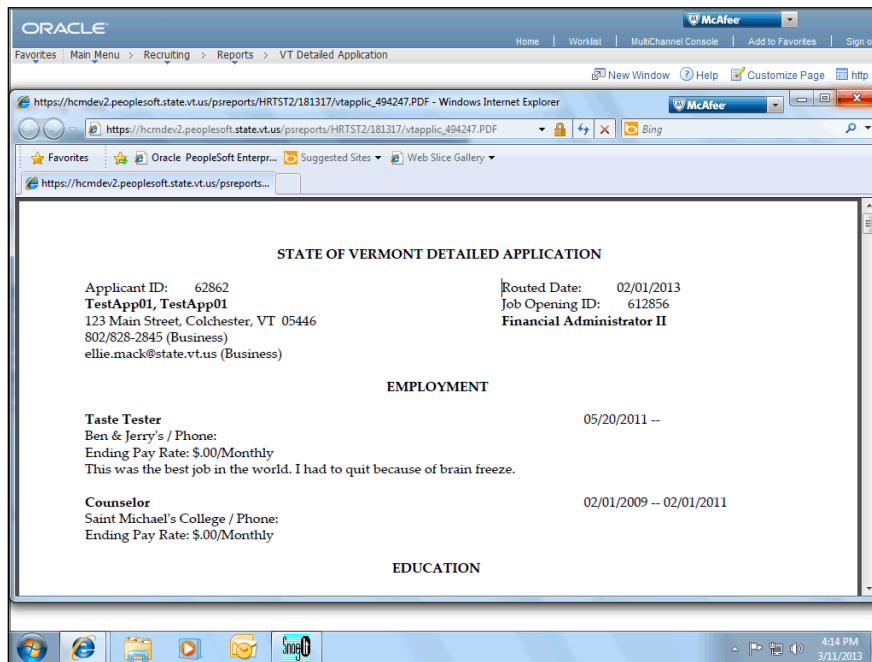 ORACLE
McAfee
Home | Worklist | MultiChannel Console | Add to Favorites | Sign o
Favorites Main Menu > Recruiting > Reports > VT Detailed Application
New Window Help Customize Page http
https://hcmdev2.peoplesoft.state.vt.us/psreports/HRTST2/181317/vtapplic_494247.PDF - Windows Internet Explorer
McAfee
https://hcmdev2.peoplesoft.state.vt.us/psreports/HRTST2/181317/vtapplic_494247.PDF
Bing
Favorites Oracle PeopleSoft Enterpr... Suggested Sites Web Slice Gallery
https://hcmdev2.peoplesoft.state.vt.us/psreports...
STATE OF VERMONT DETAILED APPLICATION
Applicant ID: 62862 Routed Date: 02/01/2013
TestApp01, TestApp01 Job Opening ID: 612856
123 Main Street, Colchester, VT 05446 Financial Administrator II
802/828-2845 (Business)
ellie.mack@state.vt.us (Business)
EMPLOYMENT
Taste Tester 05/20/2011 --
Ben & Jerry's / Phone:
Ending Pay Rate: $.00/Monthly
This was the best job in the world. I had to quit because of brain freeze.
Counselor 02/01/2009 -- 02/01/2011
Saint Michael's College / Phone:
Ending Pay Rate: $.00/Monthly
EDUCATION
SnagIt
4:14 PM
3/11/2013